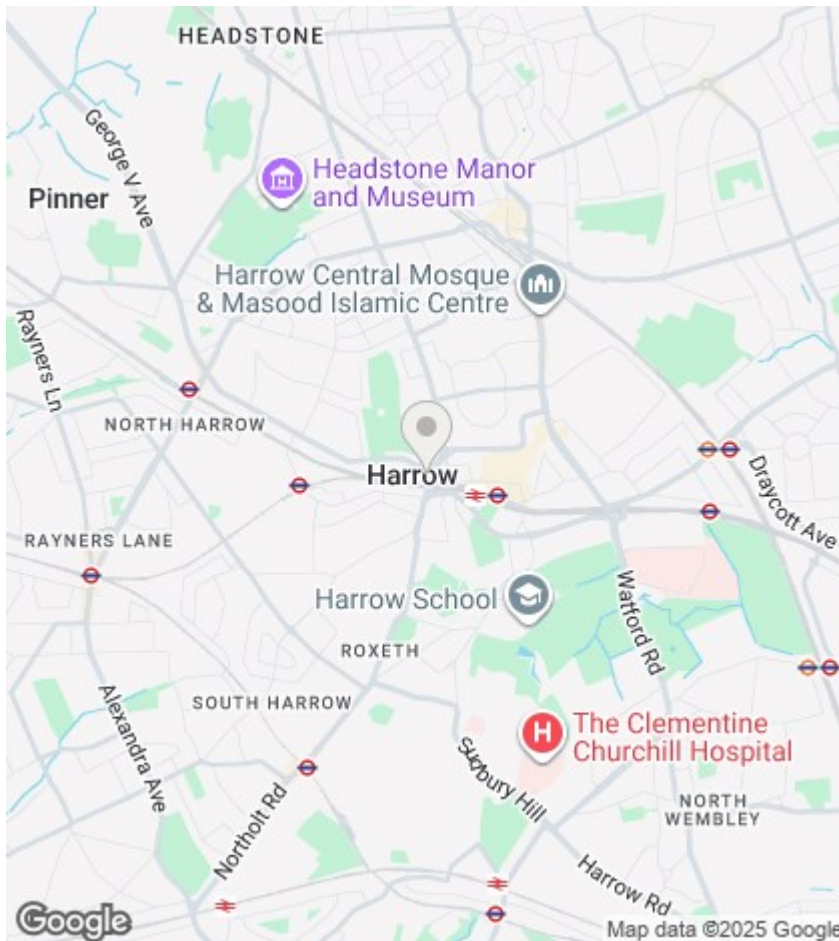 HEADSTONE
George V Ave
Pinner
Headstone Manor
and Museum
Harrow Central Mosque
& Masood Islamic Centre
Rayners Ln
NORTH HARROW
Harrow
Draycott Ave
RAYNERS LANE
Harrow School
Watford Rd
ROXETH
SOUTH HARROW
Alexandra Ave
H
The Clementine
Churchill Hospital
Sudbury Hill
Northolt Rd
NORTH
WEMBLEY
Harrow Rd
Google
Map data ©2025 Google